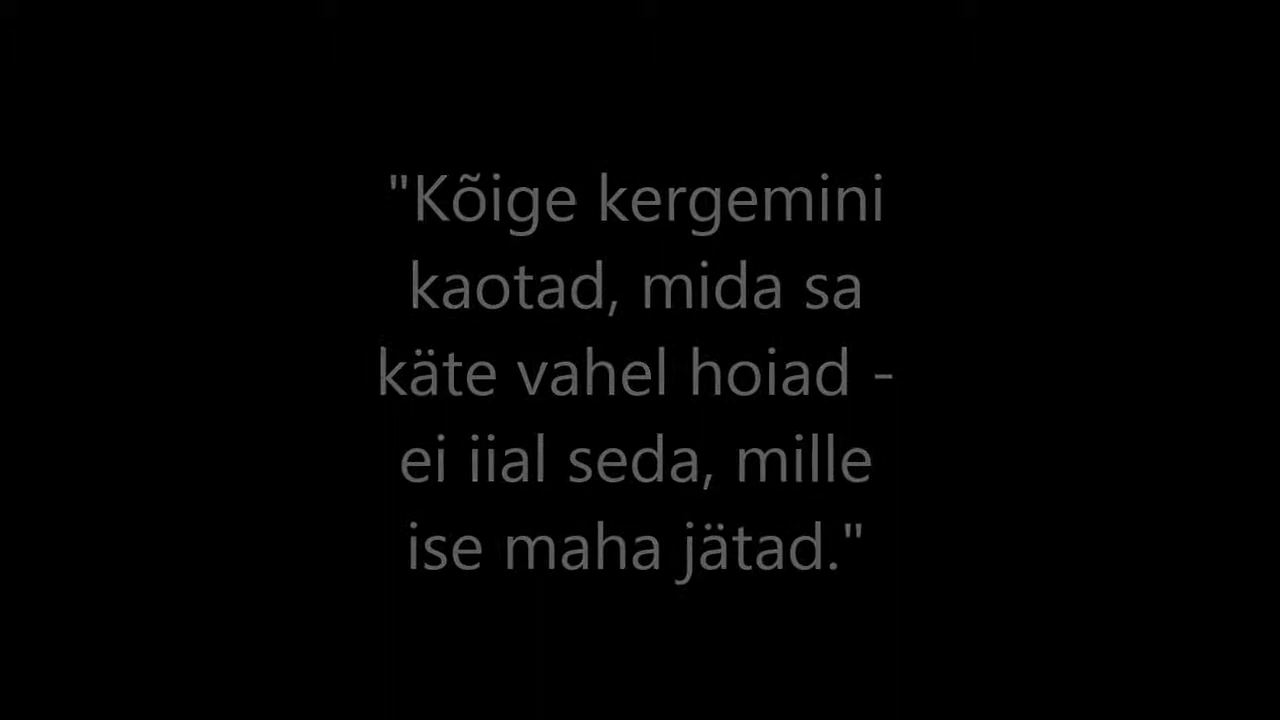 "Kõige kergemini
kaotad, mida sa
käte vahel hoiad -
ei iial seda, mille
ise maha jätad."